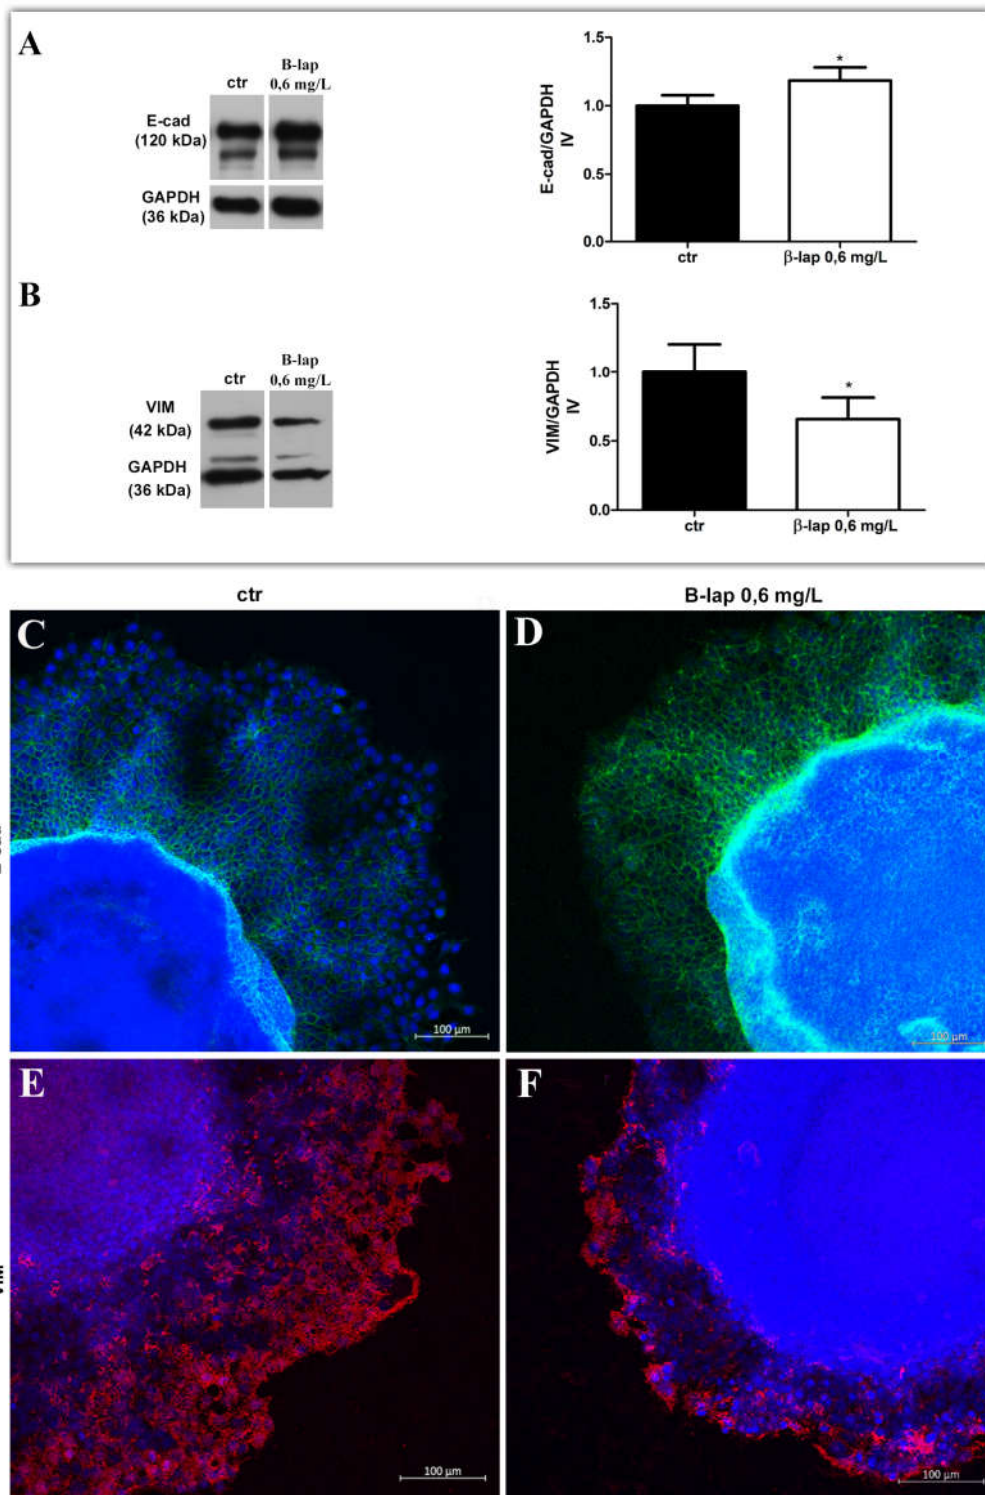 A
ctr
B-lap
0,6 mg/L
E-cad
(120 kDa)
GAPDH
(36 kDa)
1.5
1.0
0.5
0.0
E-cad/GAPDH
IV
*
ctr
β-lap 0,6 mg/L
B
ctr
B-lap
0,6 mg/L
VIM
(42 kDa)
GAPDH
(36 kDa)
1.5
1.0
0.5
0.0
VIM/GAPDH
IV
*
ctr
β-lap 0,6 mg/L
ctr
B-lap 0,6 mg/L
C
100 µm
D
100 µm
E
100 µm
F
100 µm